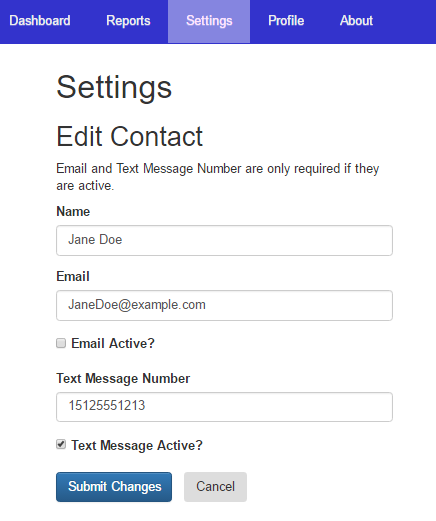 Dashboard Reports Settings Profile About
Settings
Edit Contact
Email and Text Message Number are only required if they
are active.
Name
Jane Doe
Email
JaneDoe@example.com
Email Active?
Text Message Number
15125551213
Text Message Active?
Submit Changes Cancel